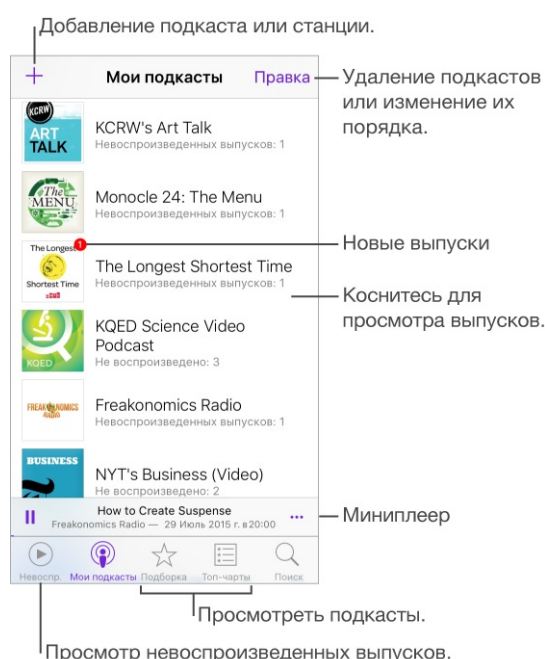 Добавление подкаста или станции.
Мои подкасты
Правка
Удаление подкастов
или изменение их
порядка.
KCRW
ART
TALK
KCRW's Art Talk
Невоспроизведенных выпусков: 1
The
MENU
Monocle 24: The Menu
Невоспроизведенных выпусков: 1
Новые выпуски
The Longest
1
Shortest Time
The Longest Shortest Time
Невоспроизведенных выпусков: 1
Коснитесь для
просмотра выпусков.
KQED
KQED Science Video
Podcast
Не воспроизведено: 3
FREAKONOMICS
RADIO
Freakonomics Radio
Невоспроизведенных выпусков: 1
BUSINESS
NYT's Business (Video)
Не воспроизведено: 2
How to Create Suspense
Freakonomics Radio — 29 Июль 2015 г. в 20:00
Миниплеер
Невоспр.
Мои подкасты
Подборка
Топ-чарты
Поиск
Просмотреть подкасты.
Просмотр невоспроизведенных выпусков.